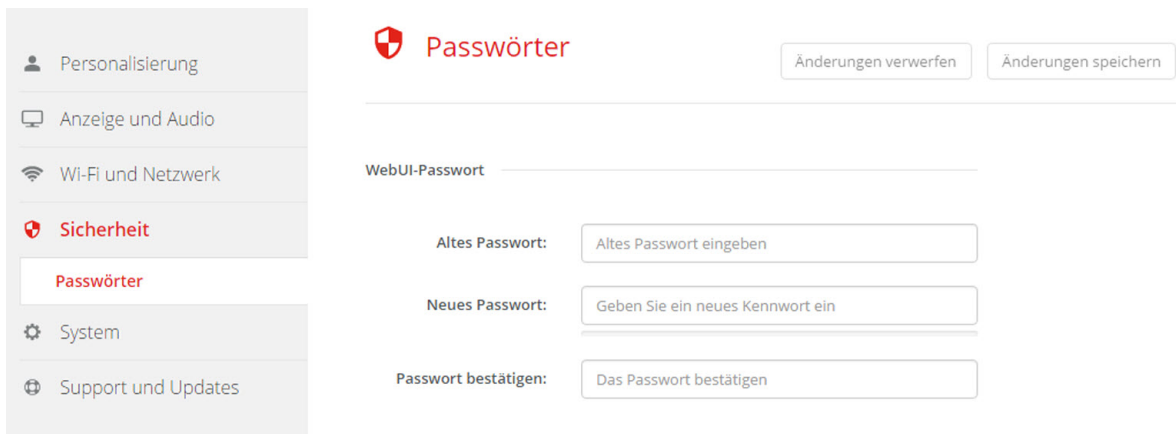 Personalisierung
Anzeige und Audio
Wi-Fi und Netzwerk
Sicherheit
Passwörter
System
Support und Updates
Passwörter
Änderungen verwerfen
Änderungen speichern
WebUI-Passwort
Altes Passwort:
Altes Passwort eingeben
Neues Passwort:
Geben Sie ein neues Kennwort ein
Passwort bestätigen:
Das Passwort bestätigen